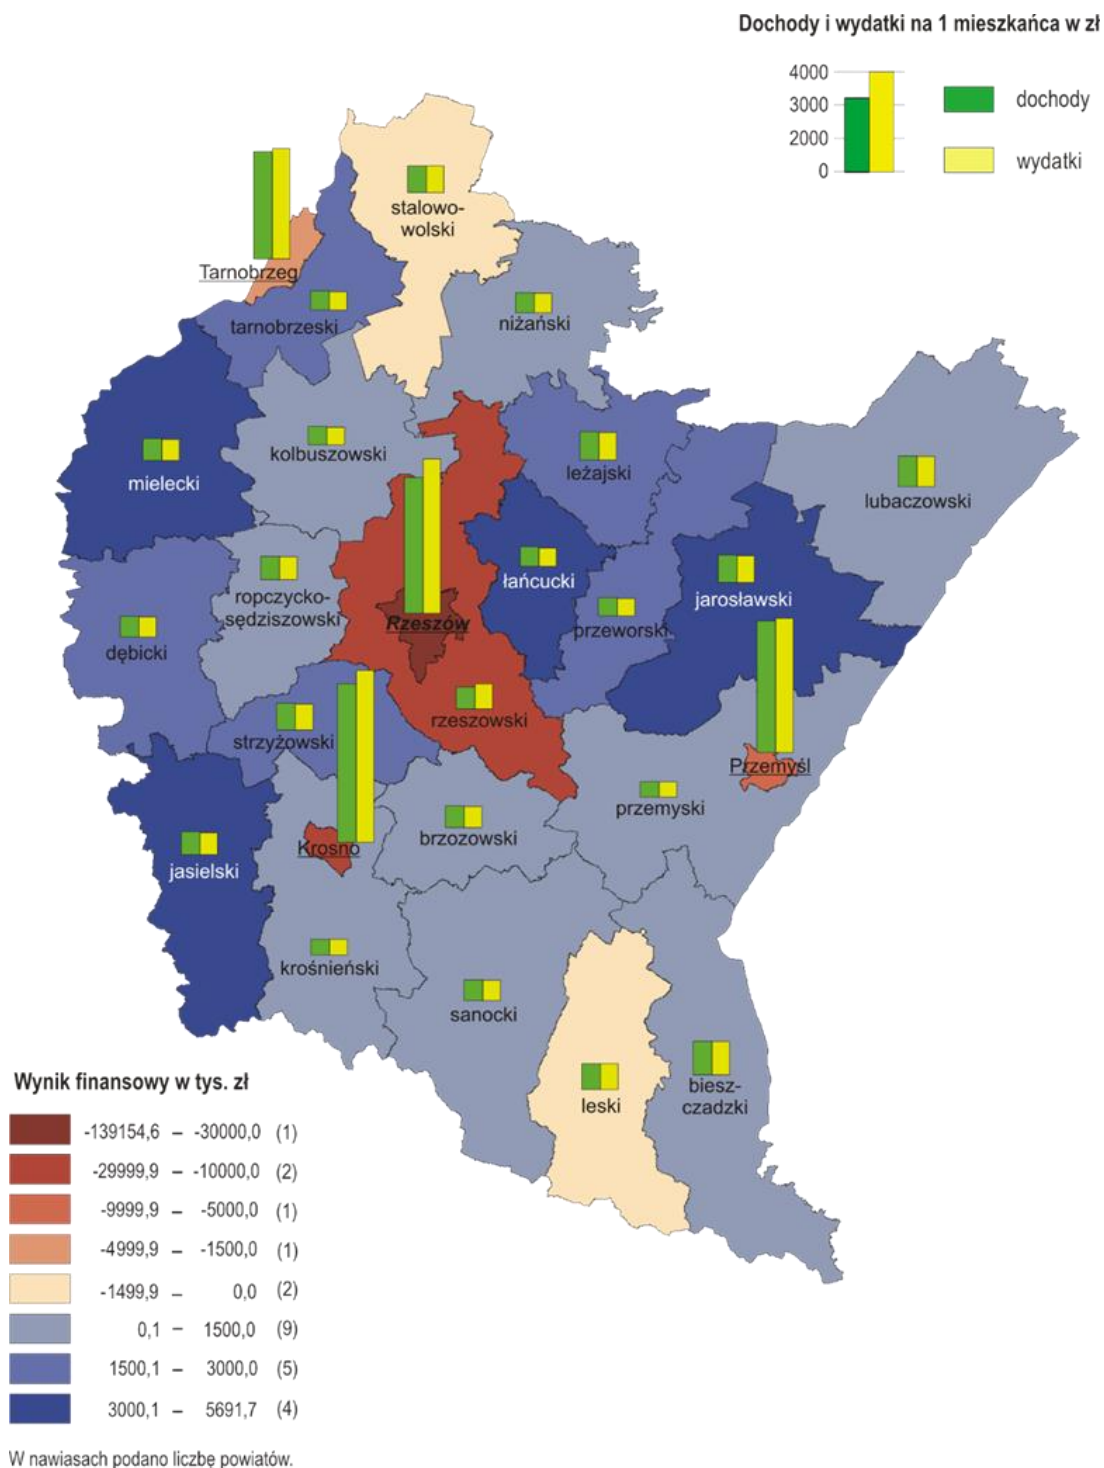 Dochody i wydatki na 1 mieszkańca w zł
4000
3000
2000
0
dochody
wydatki
stalowo-
wolski
Tarnobrzeg
tarnobrzeski
niżański
kolbuszowski
mielecki
leżajski
lubaczowski
łańcucki
jarosławski
ropczycko-
sędziszowski
Rzeszów
przeworski
dębicki
rzeszowski
strzyżowski
Przemyśl
przemyski
brzozowski
Krosno
jasielski
krośnieński
sanocki
leski
biesz-
czadzki
Wynik finansowy w tys. zł
-139154,6 – -30000,0 (1)
-29999,9 – -10000,0 (2)
-9999,9 – -5000,0 (1)
-4999,9 – -1500,0 (1)
-1499,9 – 0,0 (2)
0,1 – 1500,0 (9)
1500,1 – 3000,0 (5)
3000,1 – 5691,7 (4)
W nawiasach podano liczbę powiatów.